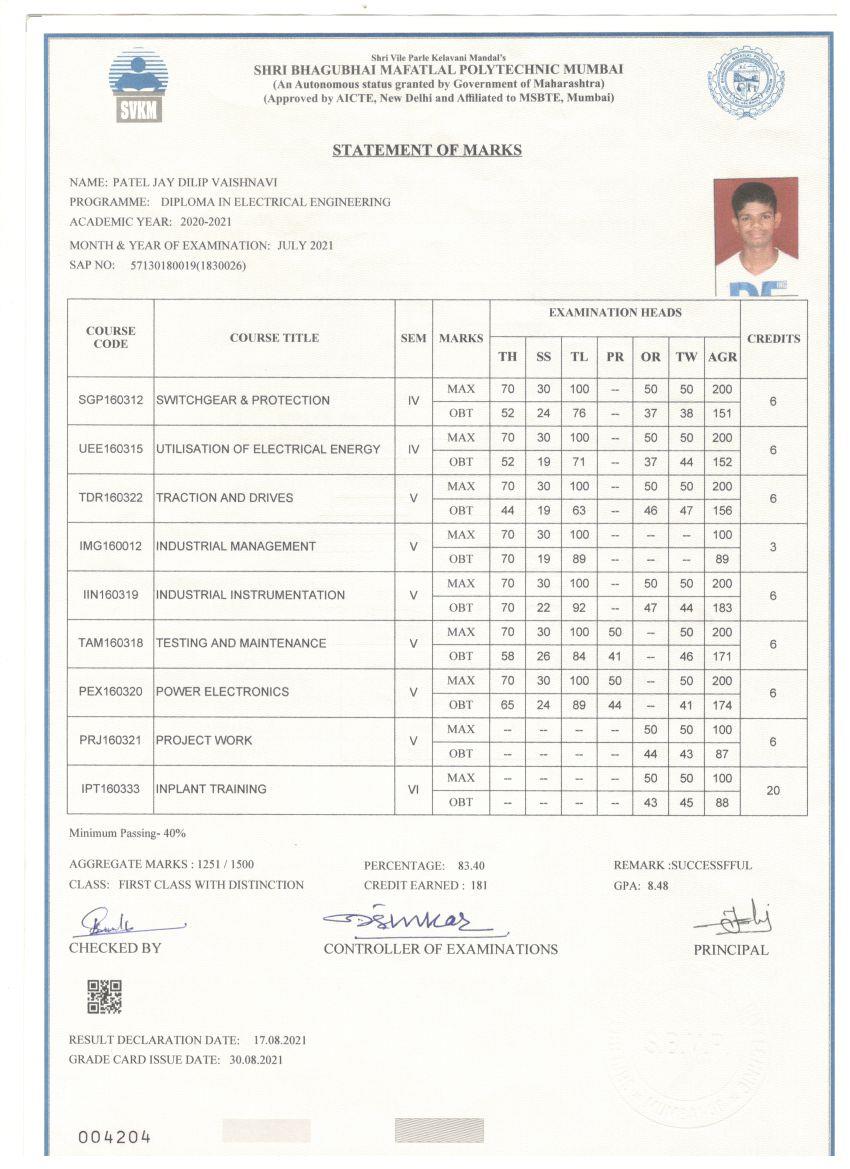 SVKM
Shri Vile Parle Kelavani Mandal's
SHRI BHAGUBHAI MAFATLAL POLYTECHNIC MUMBAI
(An Autonomous status granted by Government of Maharashtra)
(Approved by AICTE, New Delhi and Affiliated to MSBTE, Mumbai)
STATEMENT OF MARKS
NAME: PATEL JAY DILIP VAISHNAVI
PROGRAMME: DIPLOMA IN ELECTRICAL ENGINEERING
ACADEMIC YEAR: 2020-2021
MONTH & YEAR OF EXAMINATION: JULY 2021
SAP NO: 57130180019(1830026)
COURSE CODE COURSE TITLE SEM MARKS EXAMINATION HEADS CREDITS
TH SS TL PR OR TW AGR
SGP160312 SWITCHGEAR & PROTECTION IV MAX 70 30 100 -- 50 50 200 6
OBT 52 24 76 -- 37 38 151
UEE160315 UTILISATION OF ELECTRICAL ENERGY IV MAX 70 30 100 -- 50 50 200 6
OBT 52 19 71 -- 37 44 152
TDR160322 TRACTION AND DRIVES V MAX 70 30 100 -- 50 50 200 6
OBT 44 19 63 -- 46 47 156
IMG160012 INDUSTRIAL MANAGEMENT V MAX 70 30 100 -- -- -- 100 3
OBT 70 19 89 -- -- -- 89
IIN160319 INDUSTRIAL INSTRUMENTATION V MAX 70 30 100 -- 50 50 200 6
OBT 70 22 92 -- 47 44 183
TAM160318 TESTING AND MAINTENANCE V MAX 70 30 100 50 -- 50 200 6
OBT 58 26 84 41 -- 46 171
PEX160320 POWER ELECTRONICS V MAX 70 30 100 50 -- 50 200 6
OBT 65 24 89 44 -- 41 174
PRJ160321 PROJECT WORK V MAX -- -- -- -- 50 50 100 6
OBT -- -- -- -- 44 43 87
IPT160333 INPLANT TRAINING VI MAX -- -- -- -- 50 50 100 20
OBT -- -- -- -- 43 45 88
Minimum Passing- 40%
AGGREGATE MARKS : 1251 / 1500 PERCENTAGE: 83.40 REMARK :SUCCESSFFUL
CLASS: FIRST CLASS WITH DISTINCTION CREDIT EARNED : 181 GPA: 8.48
CHECKED BY CONTROLLER OF EXAMINATIONS PRINCIPAL
RESULT DECLARATION DATE: 17.08.2021
GRADE CARD ISSUE DATE: 30.08.2021
004204